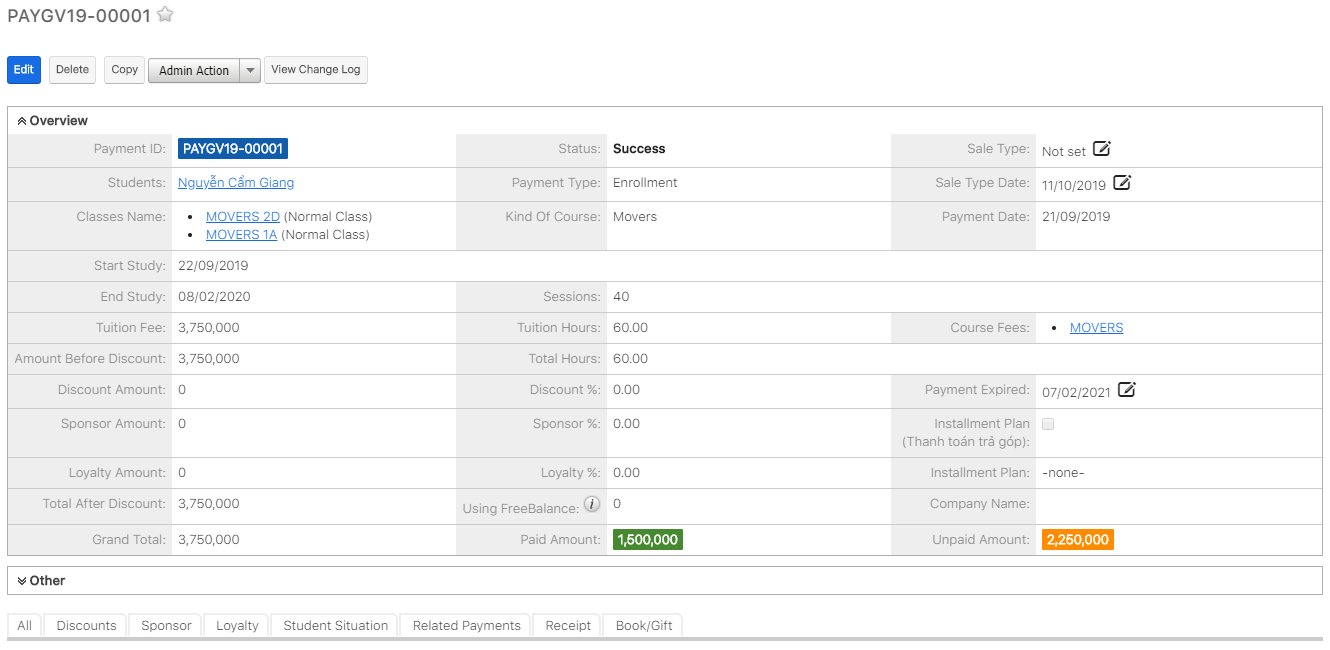 PAYGV19-00001
Edit Delete Copy Admin Action View Change Log
Overview
Payment ID: PAYGV19-00001 Status: Success Sale Type: Not set
Students: Nguyễn Cẩm Giang Payment Type: Enrollment Sale Type Date: 11/10/2019
Classes Name: • MOVERS 2D (Normal Class) Kind Of Course: Movers Payment Date: 21/09/2019
• MOVERS 1A (Normal Class)
Start Study: 22/09/2019
End Study: 08/02/2020 Sessions: 40
Tuition Fee: 3,750,000 Tuition Hours: 60.00 Course Fees: • MOVERS
Amount Before Discount: 3,750,000 Total Hours: 60.00
Discount Amount: 0 Discount %: 0.00 Payment Expired: 07/02/2021
Sponsor Amount: 0 Sponsor %: 0.00 Installment Plan
(Thanh toán trả góp):
Loyalty Amount: 0 Loyalty %: 0.00 Installment Plan: -none-
Total After Discount: 3,750,000 Using FreeBalance: i 0 Company Name:
Grand Total: 3,750,000 Paid Amount: 1,500,000 Unpaid Amount: 2,250,000
Other
All Discounts Sponsor Loyalty Student Situation Related Payments Receipt Book/Gift